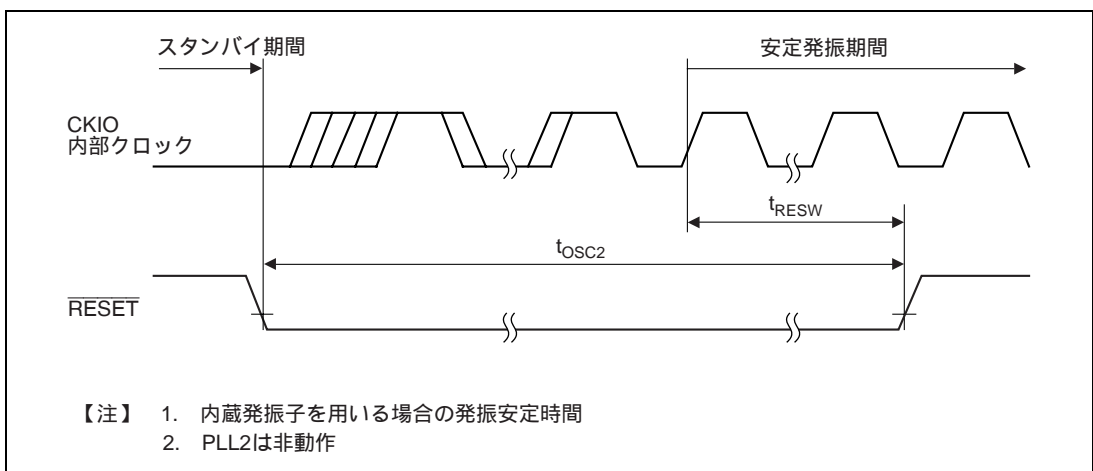 スタンバイ期間
安定発振期間
CKIO
内部クロック
tRESW
tOSC2
RESET
【注】 1. 内蔵発振子を用いる場合の発振安定時間
2. PLL2は非動作